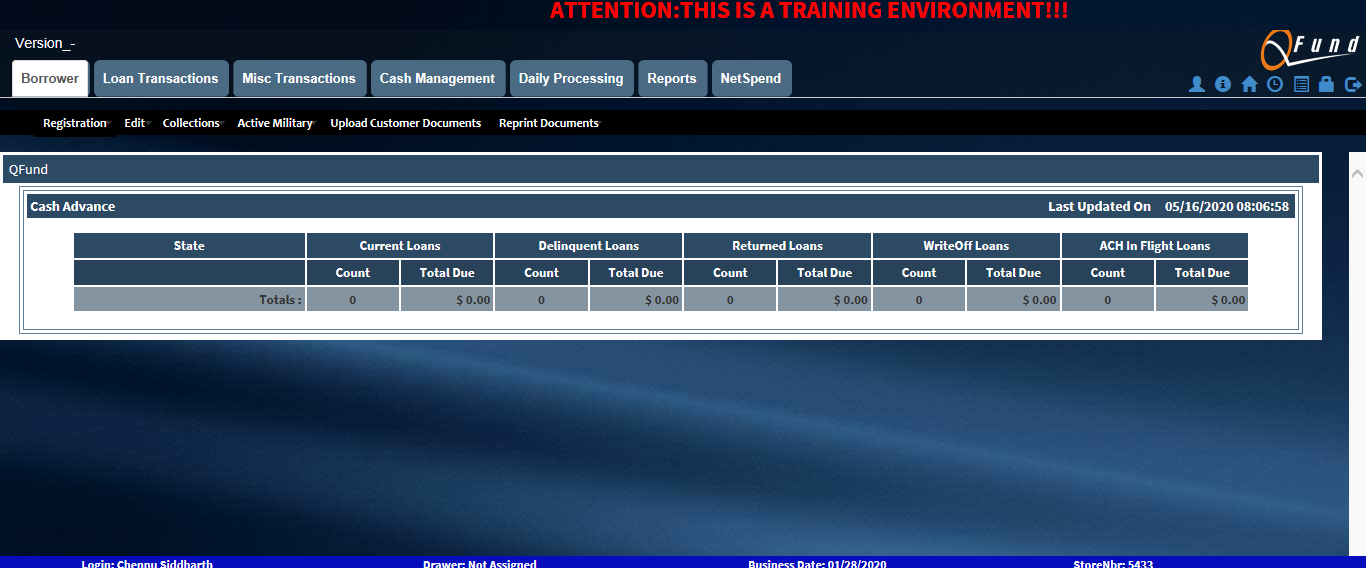 ATTENTION:THIS IS A TRAINING ENVIRONMENT!!!
Version_-
QFund
Borrower Loan Transactions Misc Transactions Cash Management Daily Processing Reports NetSpend
Registration Edit Collections Active Military Upload Customer Documents Reprint Documents
QFund
Cash Advance Last Updated On 05/16/2020 08:06:58
State Current Loans Delinquent Loans Returned Loans WriteOff Loans ACH In Flight Loans
Count Total Due Count Total Due Count Total Due Count Total Due Count Total Due
Totals : 0 $ 0.00 0 $ 0.00 0 $ 0.00 0 $ 0.00 0 $ 0.00
Login: Chennu Siddharth Drawer: Not Assigned Business Date: 01/28/2020 StoreNbr: 5433